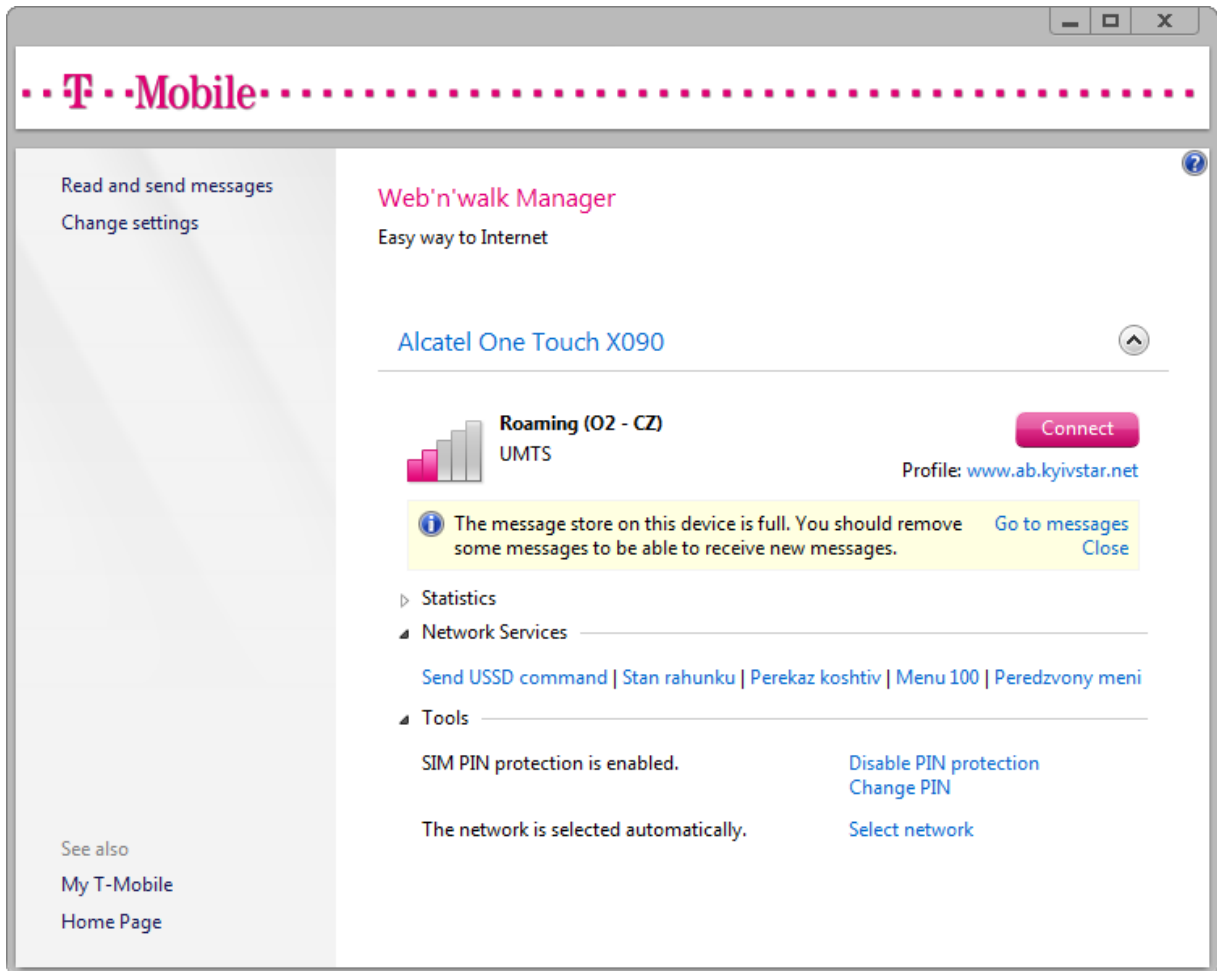 T Mobile
Read and send messages
Change settings
Web'n'walk Manager
Easy way to Internet
Alcatel One Touch X090
Roaming (O2 - CZ)
UMTS
Connect
Profile: www.ab.kyivstar.net
The message store on this device is full. You should remove
some messages to be able to receive new messages.
Go to messages
Close
Statistics
Network Services
Send USSD command | Stan rahunku | Perekaz koshtiv | Menu 100 | Peredzvony meni
Tools
SIM PIN protection is enabled.
Disable PIN protection
Change PIN
The network is selected automatically.
Select network
See also
My T-Mobile
Home Page